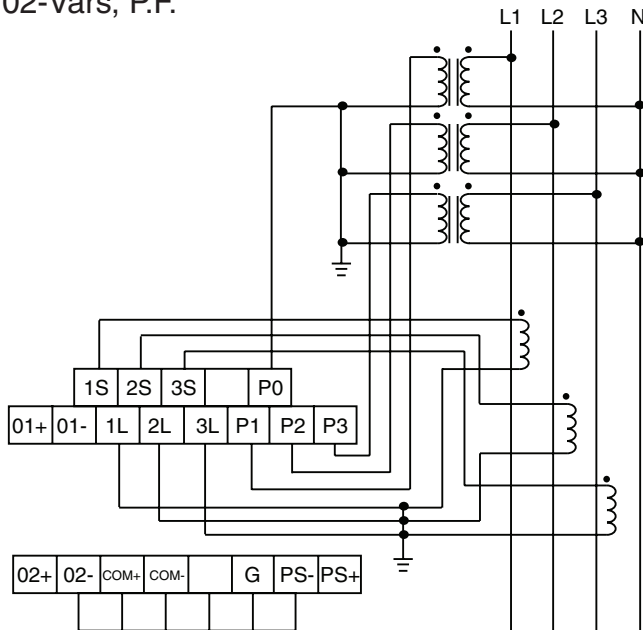 02-Vars, P.F.
L1 L2 L3 N
1S 2S 3S P0
01+ 01- 1L 2L 3L P1 P2 P3
02+ 02- COM+ COM- G PS- PS+